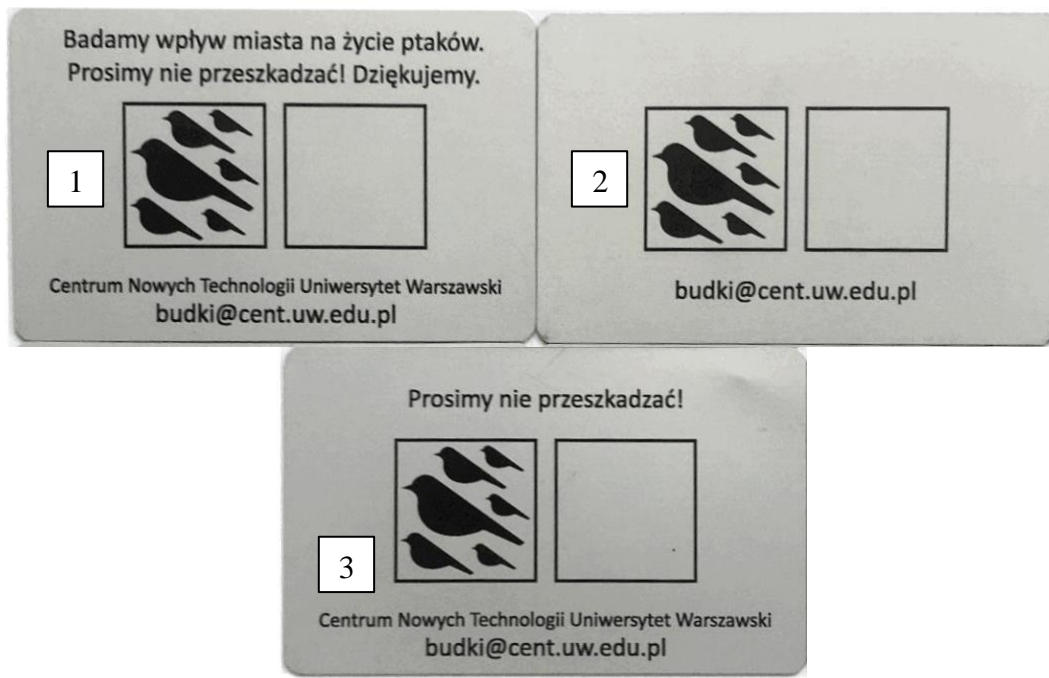 Badamy wpływ miasta na życie ptaków.
Prosimy nie przeszkadzać! Dziękujemy.
1
Centrum Nowych Technologii Uniwersytet Warszawski
budki@cent.uw.edu.pl
2
budki@cent.uw.edu.pl
Prosimy nie przeszkadzać!
3
Centrum Nowych Technologii Uniwersytet Warszawski
budki@cent.uw.edu.pl